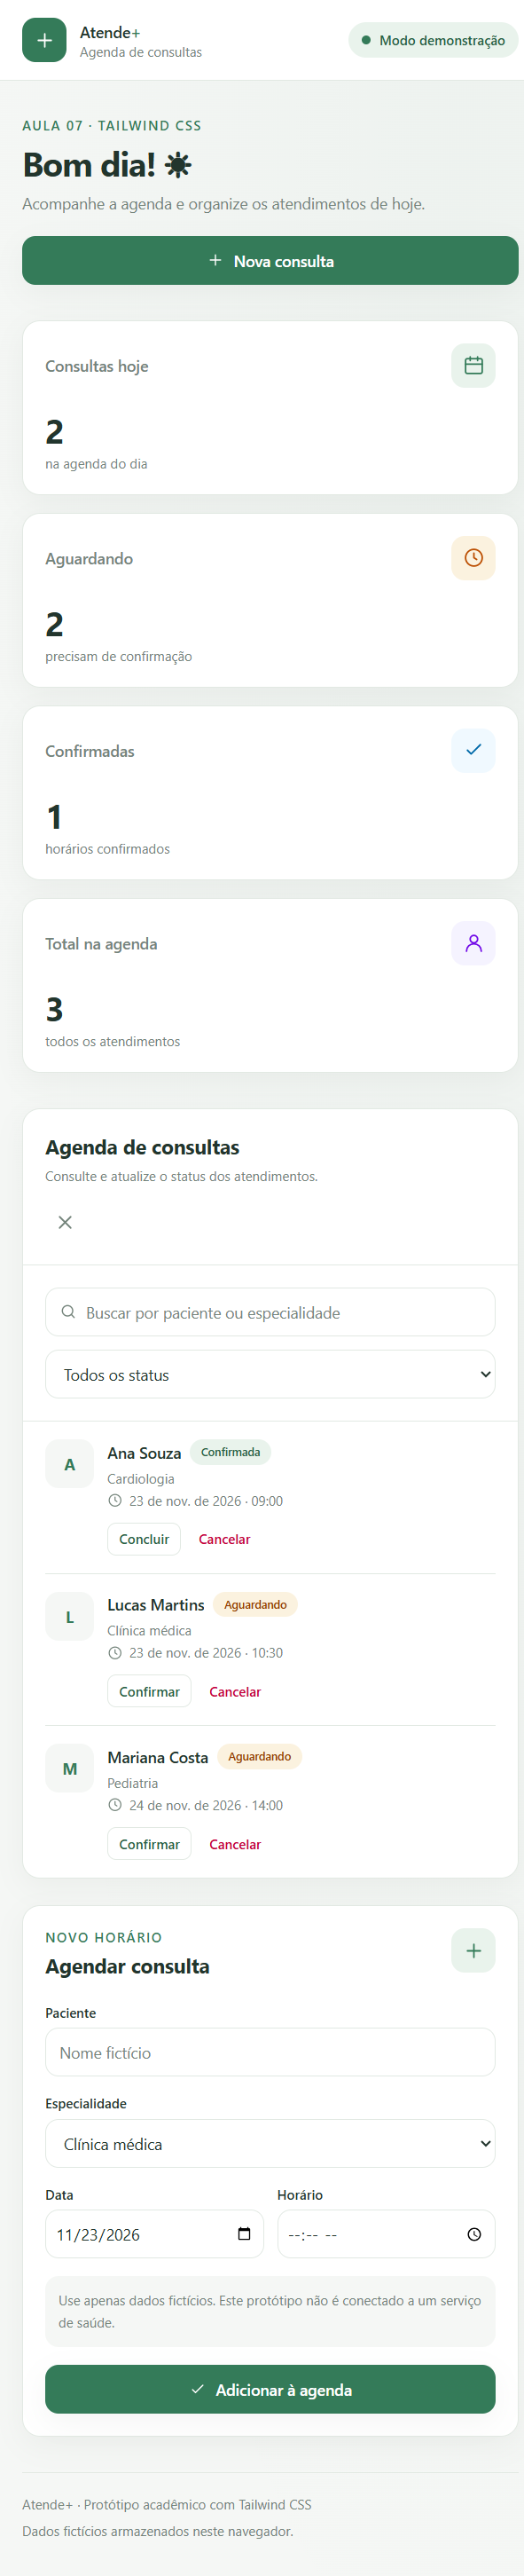 Atende+
Agenda de consultas
Modo demonstração
AULA 07 · TAILWIND CSS
Bom dia! ☀
Acompanhe a agenda e organize os atendimentos de hoje.
Nova consulta
Consultas hoje
2
na agenda do dia
Aguardando
2
precisam de confirmação
Confirmadas
1
horários confirmados
Total na agenda
3
todos os atendimentos
Agenda de consultas
Consulte e atualize o status dos atendimentos.
Buscar por paciente ou especialidade
Todos os status
A
Ana Souza Confirmada
Cardiologia
23 de nov. de 2026 · 09:00
Concluir Cancelar
L
Lucas Martins Aguardando
Clínica médica
23 de nov. de 2026 · 10:30
Confirmar Cancelar
M
Mariana Costa Aguardando
Pediatria
24 de nov. de 2026 · 14:00
Confirmar Cancelar
NOVO HORÁRIO
Agendar consulta
Paciente
Nome fictício
Especialidade
Clínica médica
Data Horário
11/23/2026 --:-- --
Use apenas dados fictícios. Este protótipo não é conectado a um serviço
de saúde.
Adicionar à agenda
Atende+ · Protótipo acadêmico com Tailwind CSS
Dados fictícios armazenados neste navegador.